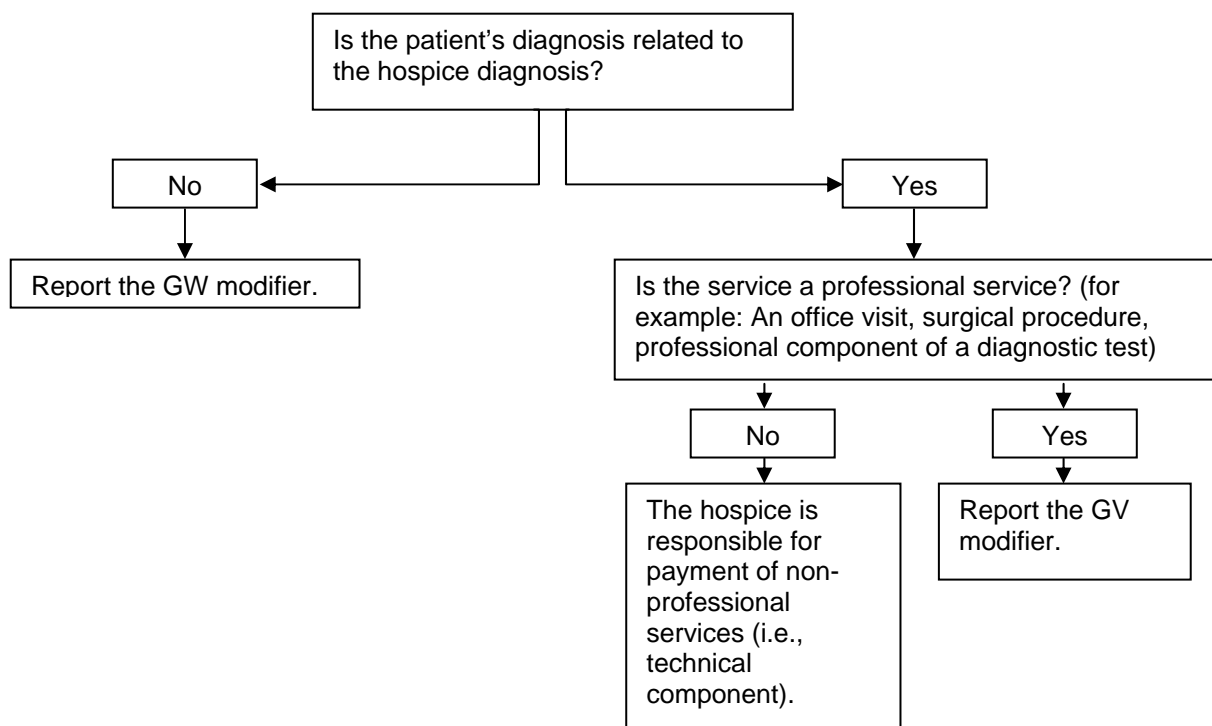 Is the patient’s diagnosis related to
the hospice diagnosis?
No
Yes
Report the GW modifier.
Is the service a professional service? (for
example: An office visit, surgical procedure,
professional component of a diagnostic test)
No
Yes
The hospice is
responsible for
payment of non-
professional
services (i.e.,
technical
component).
Report the GV
modifier.